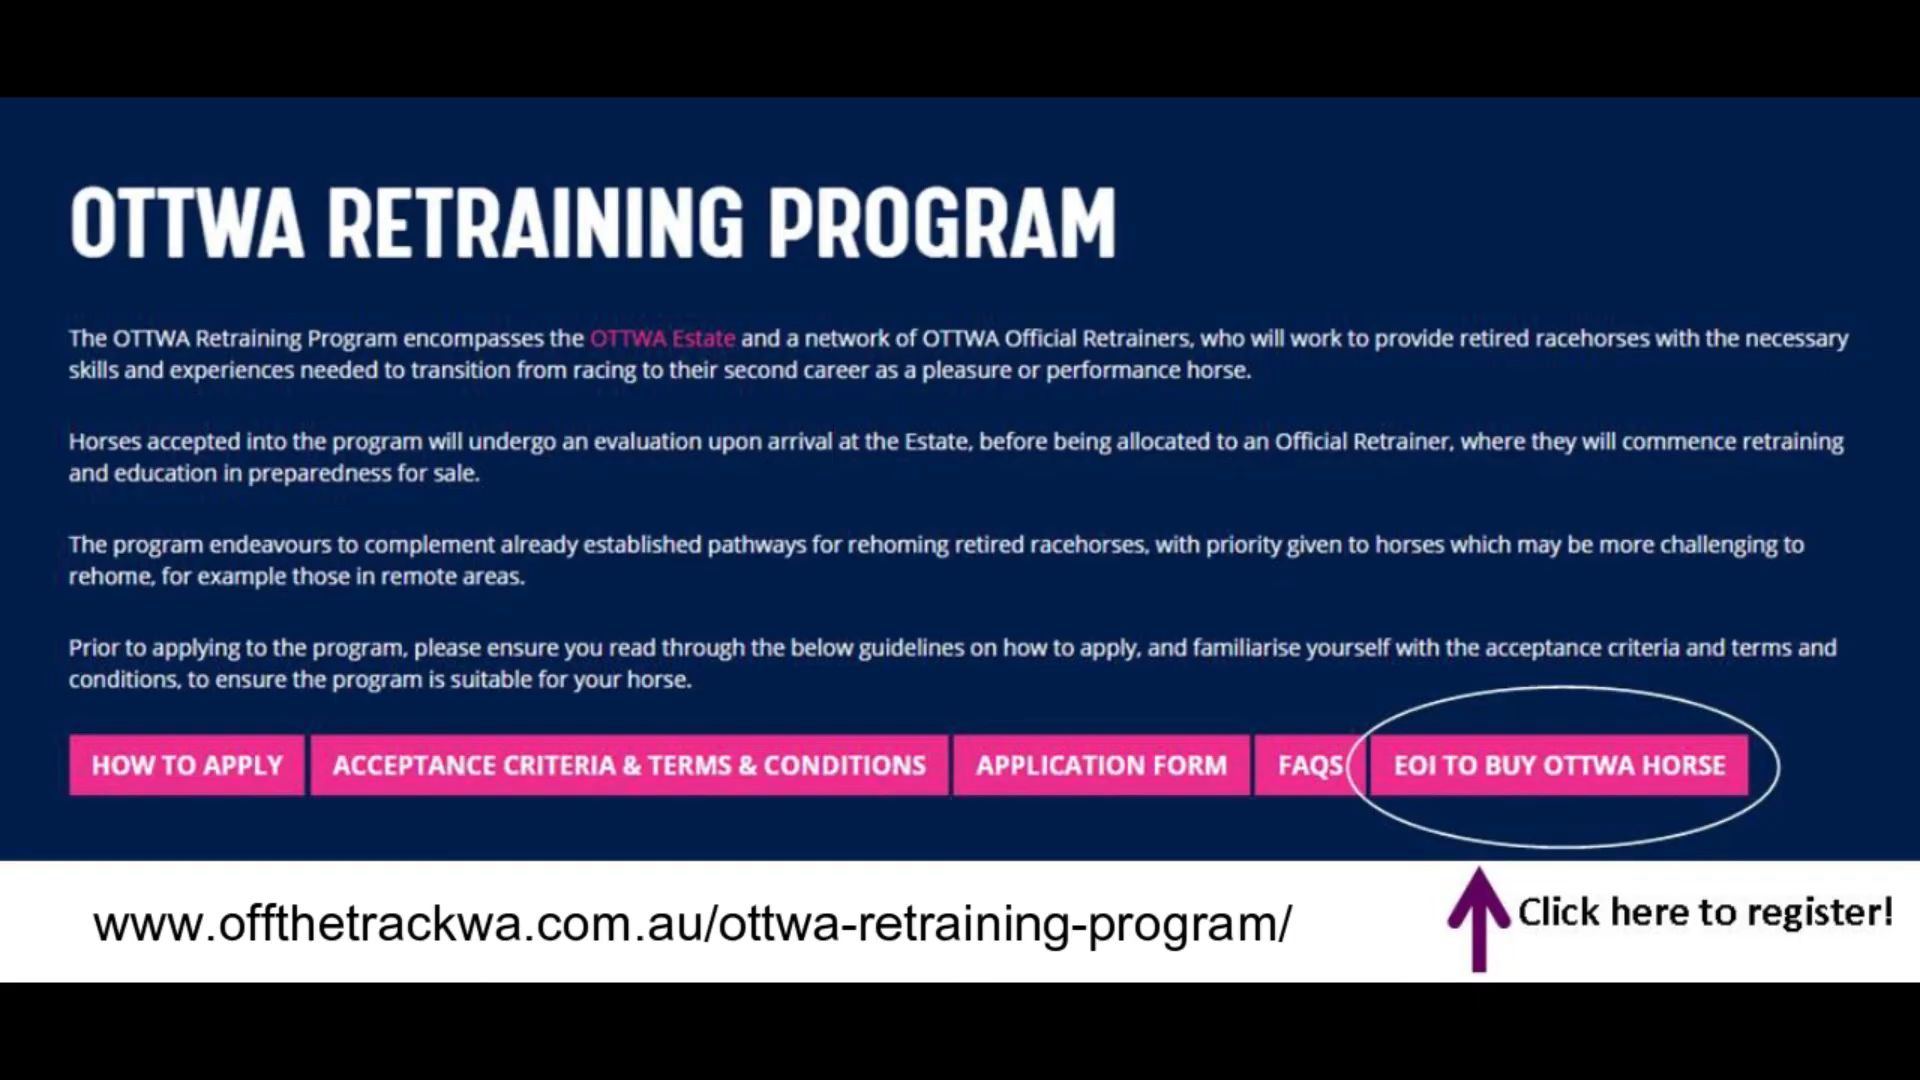 OTTWA RETRAINING PROGRAM
The OTTWA Retraining Program encompasses the OTTWA Estate and a network of OTTWA Official Retrainers, who will work to provide retired racehorses with the necessary
skills and experiences needed to transition from racing to their second career as a pleasure or performance horse.
Horses accepted into the program will undergo an evaluation upon arrival at the Estate, before being allocated to an Official Retrainer, where they will commence retraining
and education in preparedness for sale.
The program endeavours to complement already established pathways for rehoming retired racehorses, with priority given to horses which may be more challenging to
rehome, for example those in remote areas.
Prior to applying to the program, please ensure you read through the below guidelines on how to apply, and familiarise yourself with the acceptance criteria and terms and
conditions, to ensure the program is suitable for your horse.
HOW TO APPLY ACCEPTANCE CRITERIA & TERMS & CONDITIONS APPLICATION FORM FAQS EOI TO BUY OTTWA HORSE
www.offthetrackwa.com.au/ottwa-retraining-program/ Click here to register!